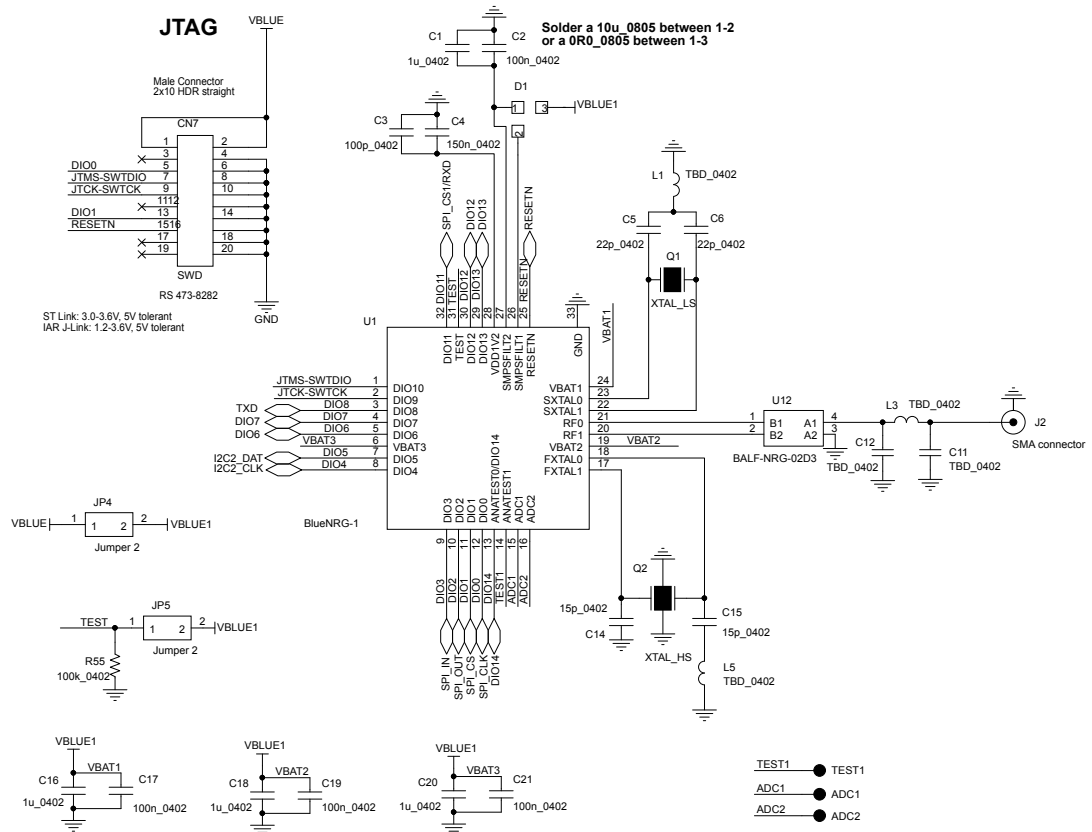 JTAG
VBLUE
Male Connector
2x10 HDR straight
CN7
1
2
3
4
5
6
7
8
9
10
1112
13
14
1516
17
18
19
20
DIO0
JTMS-SWTDIO
JTCK-SWTCK
DIO1
RESETN
SWD
RS 473-8282
GND
ST Link: 3.0-3.6V, 5V tolerant
IAR J-Link: 1.2-3.6V, 5V tolerant
C1
1u_0402
C2
100n_0402
Solder a 10u_0805 between 1-2
or a 0R0_0805 between 1-3
D1
1
3
2
VBLUE1
C3
100p_0402
C4
150n_0402
SPI_CS1/RXD
DIO12
DIO13
RESETN
DIO11
TEST
DIO12
DIO13
RESETN
32
31
30
29
28
27
26
25
33
DIO11
TEST
DIO12
DIO13
VDD1V2
SMPSFILT2
SMPSFILT1
RESETN
GND
L1
TBD_0402
C5
22p_0402
C6
22p_0402
Q1
XTAL_LS
VBAT1
U1
JTMS-SWTDIO
1
DIO10
JTCK-SWTCK
2
DIO9
TXD
DIO8
3
DIO8
DIO7
DIO7
4
DIO7
DIO6
DIO6
5
DIO6
VBAT3
6
VBAT3
I2C2_DAT
DIO5
7
DIO5
I2C2_CLK
DIO4
8
DIO4
VBAT1
24
SXTAL0
23
SXTAL1
22
RF0
21
RF1
20
VBAT2
19
VBAT2
FXTAL0
18
FXTAL1
17
BlueNRG-1
DIO3
DIO2
DIO1
DIO0
ANATEST0/DIO14
ANATEST1
ADC1
ADC2
9
10
11
12
13
14
15
16
DIO3
DIO2
DIO1
DIO0
DIO14
TEST1
ADC1
ADC2
SPI_IN
SPI_OUT
SPI_CS
SPI_CLK
DIO14
U12
1
B1
A1
4
2
B2
A2
3
BALF-NRG-02D3
L3
TBD_0402
C12
TBD_0402
C11
TBD_0402
J2
SMA connector
Q2
XTAL_HS
15p_0402
C14
C15
15p_0402
L5
TBD_0402
JP4
VBLUE
1
1
2
2
VBLUE1
Jumper 2
JP5
TEST
1
1
2
2
VBLUE1
Jumper 2
R55
100k_0402
VBLUE1
VBAT1
C16
1u_0402
C17
100n_0402
VBLUE1
VBAT2
C18
1u_0402
C19
100n_0402
VBLUE1
VBAT3
C20
1u_0402
C21
100n_0402
TEST1
TEST1
ADC1
ADC1
ADC2
ADC2